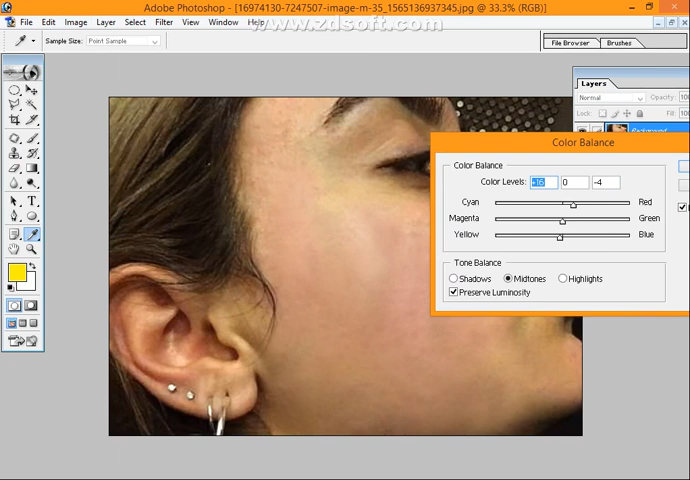 Adobe Photoshop - [16974130-7247507-image-m-35_1565136937345.jpg @ 33.3% (RGB)]
File Edit Image Layer Select Filter View Window Help
www.zdsoft.com
Sample Size: Point Sample
File Browser Brushes
Layers
Normal Opacity: 100
Lock: Fill: 100
Background
Color Balance
Color Balance
Color Levels: +16 0 -4
Cyan Red
Magenta Green
Yellow Blue
Tone Balance
Shadows Midtones Highlights
Preserve Luminosity